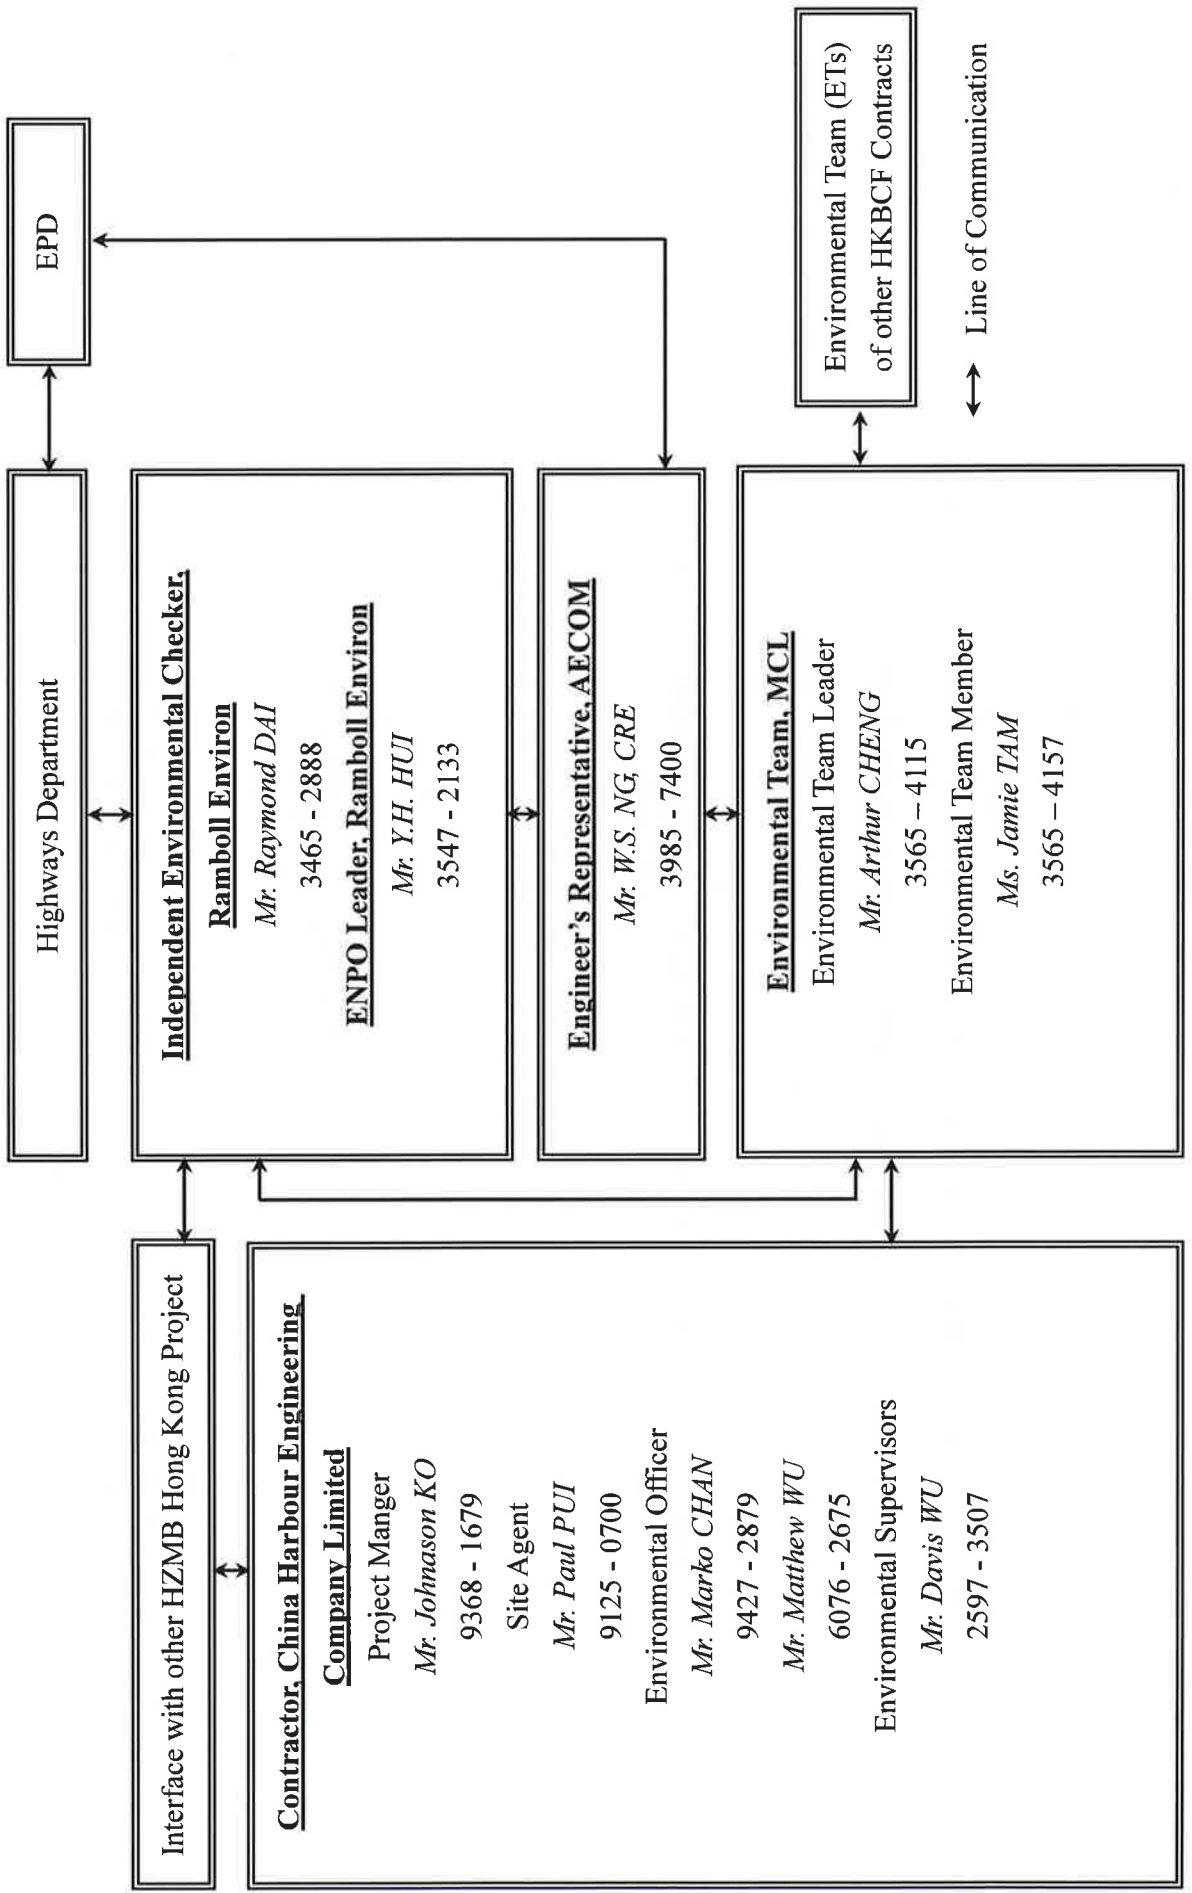 Highways Department
EPD
Interface with other HZMB Hong Kong Project
Independent Environmental Checker,
Ramboll Environ
Mr. Raymond DAI
3465 - 2888
ENPO Leader, Ramboll Environ
Mr. Y.H. HUI
3547 - 2133
Contractor, China Harbour Engineering
Company Limited
Project Manger
Mr. Johnason KO
9368 - 1679
Site Agent
Mr. Paul PUI
9125 - 0700
Environmental Officer
Mr. Marko CHAN
9427 - 2879
Mr. Matthew WU
6076 - 2675
Environmental Supervisors
Mr. Davis WU
2597 - 3507
Engineer's Representative, AECOM
Mr. W.S. NG, CRE
3985 - 7400
Environmental Team, MCL
Environmental Team Leader
Mr. Arthur CHENG
3565 – 4115
Environmental Team Member
Ms. Jamie TAM
3565 – 4157
Environmental Team (ETs)
of other HKBCF Contracts
Line of Communication